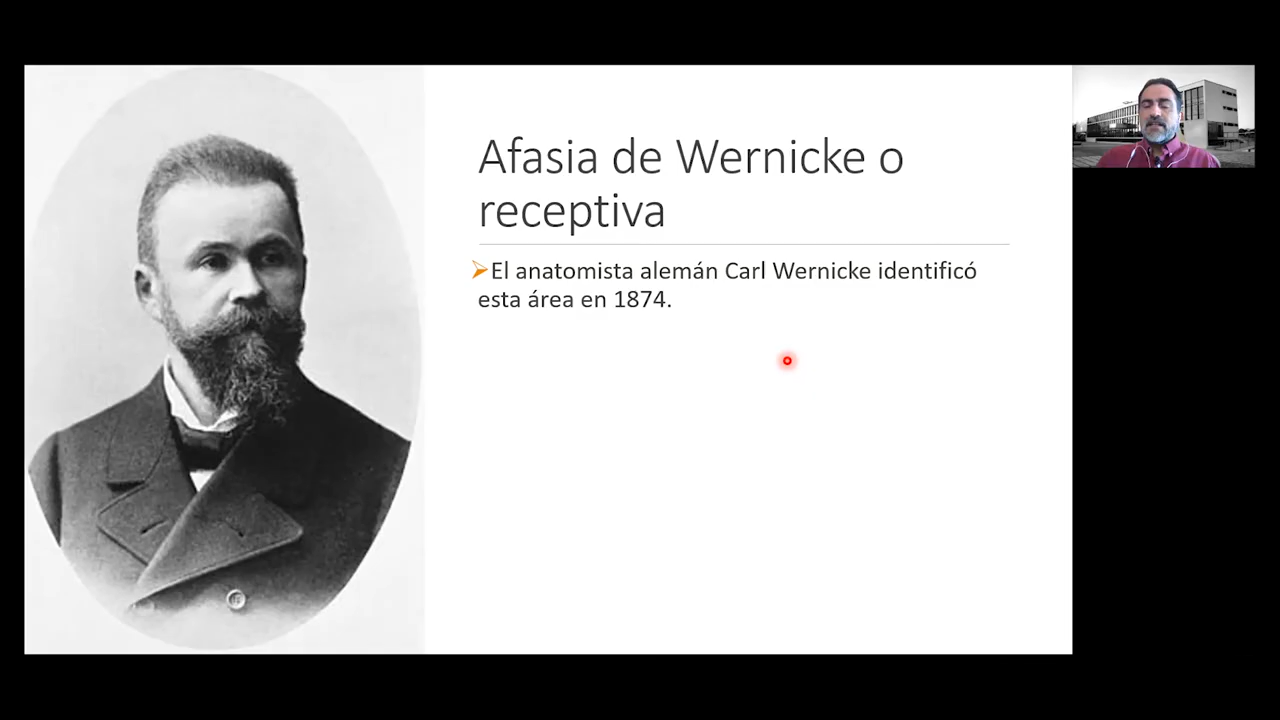 Afasia de Wernicke o
receptiva
El anatomista alemán Carl Wernicke identificó
esta área en 1874.